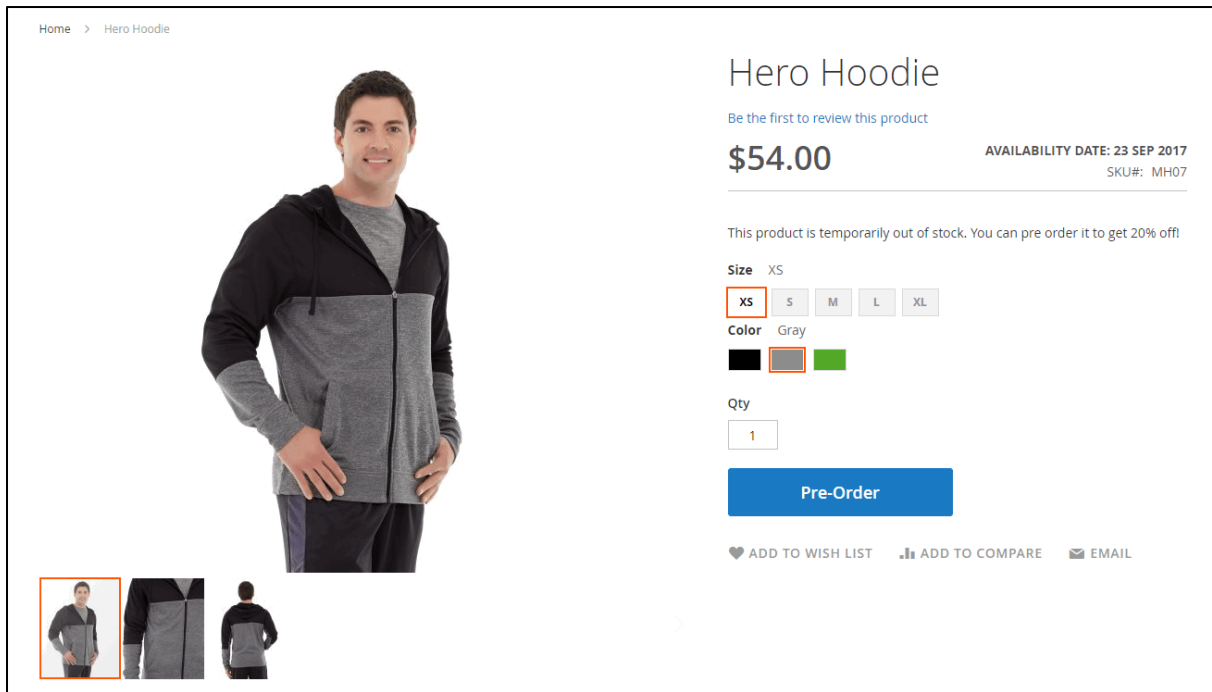 Home > Hero Hoodie
Hero Hoodie
Be the first to review this product
$54.00
AVAILABILITY DATE: 23 SEP 2017
SKU#: MH07
This product is temporarily out of stock. You can pre order it to get 20% off!
Size XS
XS S M L XL
Color Gray
Qty
1
Pre-Order
ADD TO WISH LIST ADD TO COMPARE EMAIL